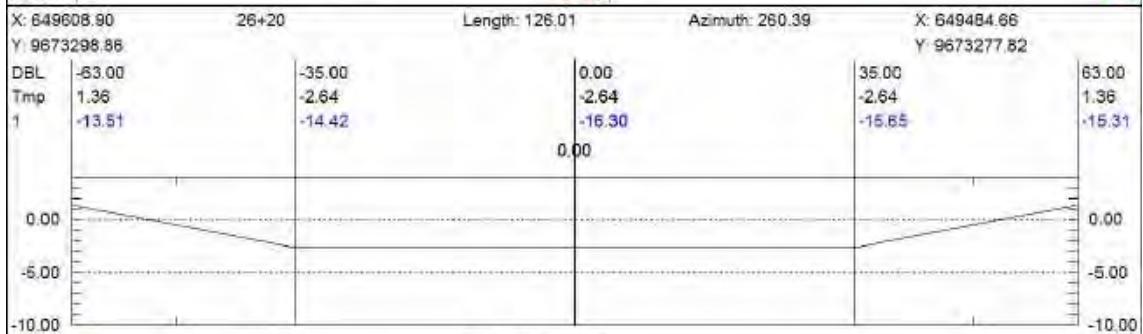 X: 649608.90 26+20 Length: 126.01 Azimuth: 260.39 X: 649484.66
Y: 9673298.86 Y: 9673277.82
DBL -63.00 -35.00 0.00 35.00 63.00
Tmp 1.36 -2.64 -2.64 -2.64 1.36
1 -13.51 -14.42 -16.30 -15.65 -15.31
0.00
0.00 0.00
-5.00 -5.00
-10.00 -10.00